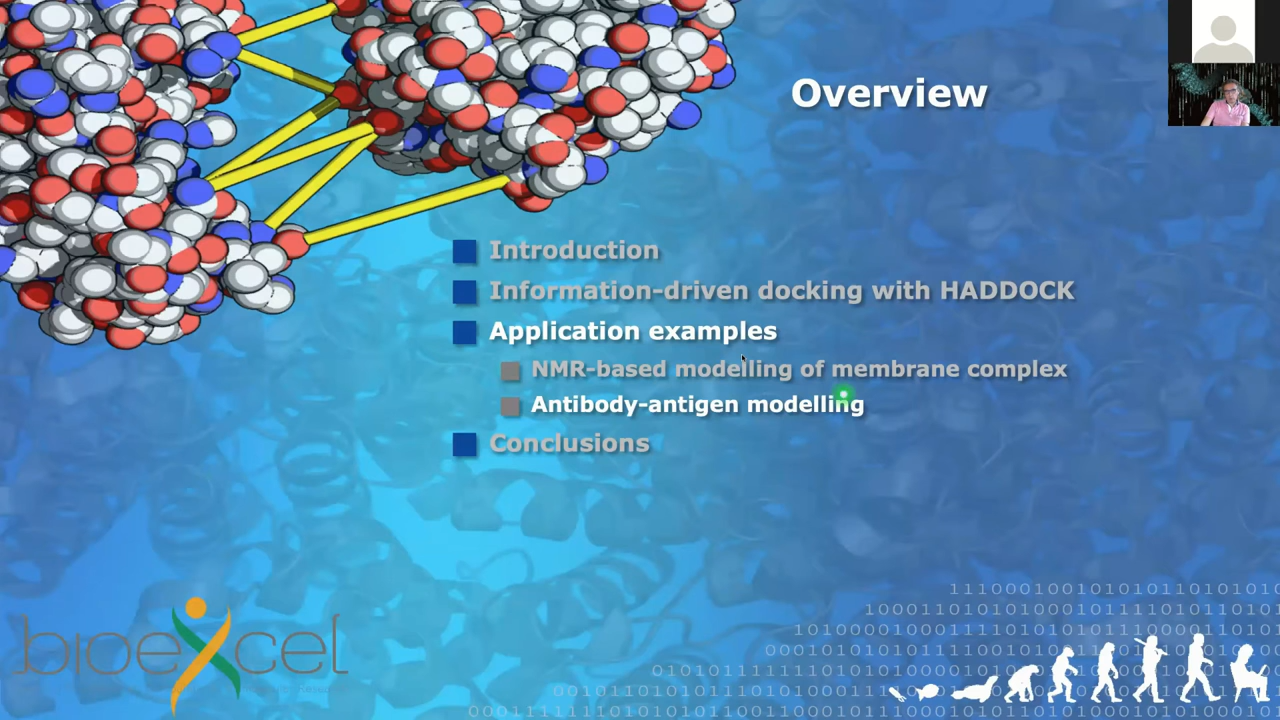 Overview
Introduction
Information-driven docking with HADDOCK
Application examples
NMR-based modelling of membrane complex
Antibody-antigen modelling
Conclusions
bioexcel